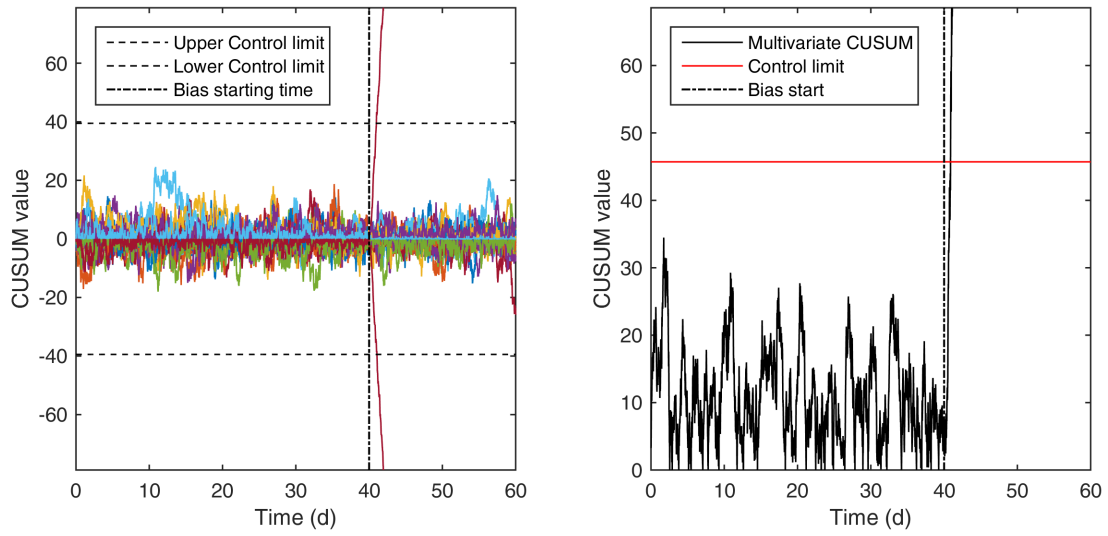 Upper Control limit
Lower Control limit
Bias starting time
CUSUM value
60
40
20
0
-20
-40
-60
0 10 20 30 40 50 60
Time (d)
Multivariate CUSUM
Control limit
Bias start
CUSUM value
60
50
40
30
20
10
0
0 10 20 30 40 50 60
Time (d)